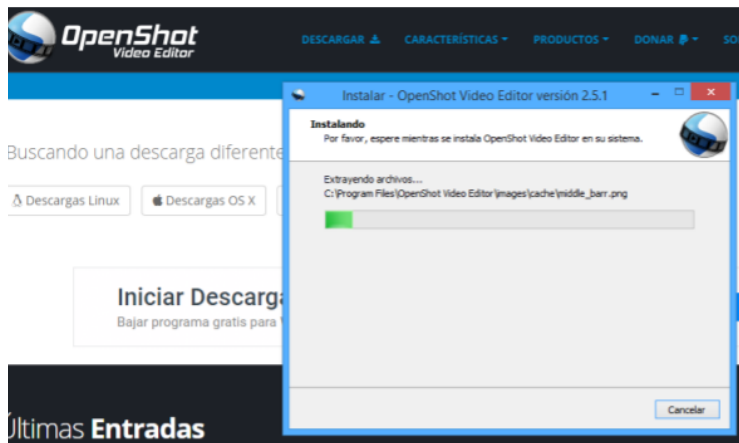 OpenShot
Video Editor
DESCARGAR CARACTERÍSTICAS PRODUCTOS DONAR
Instalar - OpenShot Video Editor versión 2.5.1
Instalando
Por favor, espere mientras se instala OpenShot Video Editor en su sistema.
Buscando una descarga diferente
Extrayendo archivos...
C:\Program Files\OpenShot Video Editor\images\cache\middle_barr.png
Descargas Linux Descargas OS X
Iniciar Descarga
Bajar programa gratis para
Cancelar
Últimas Entradas